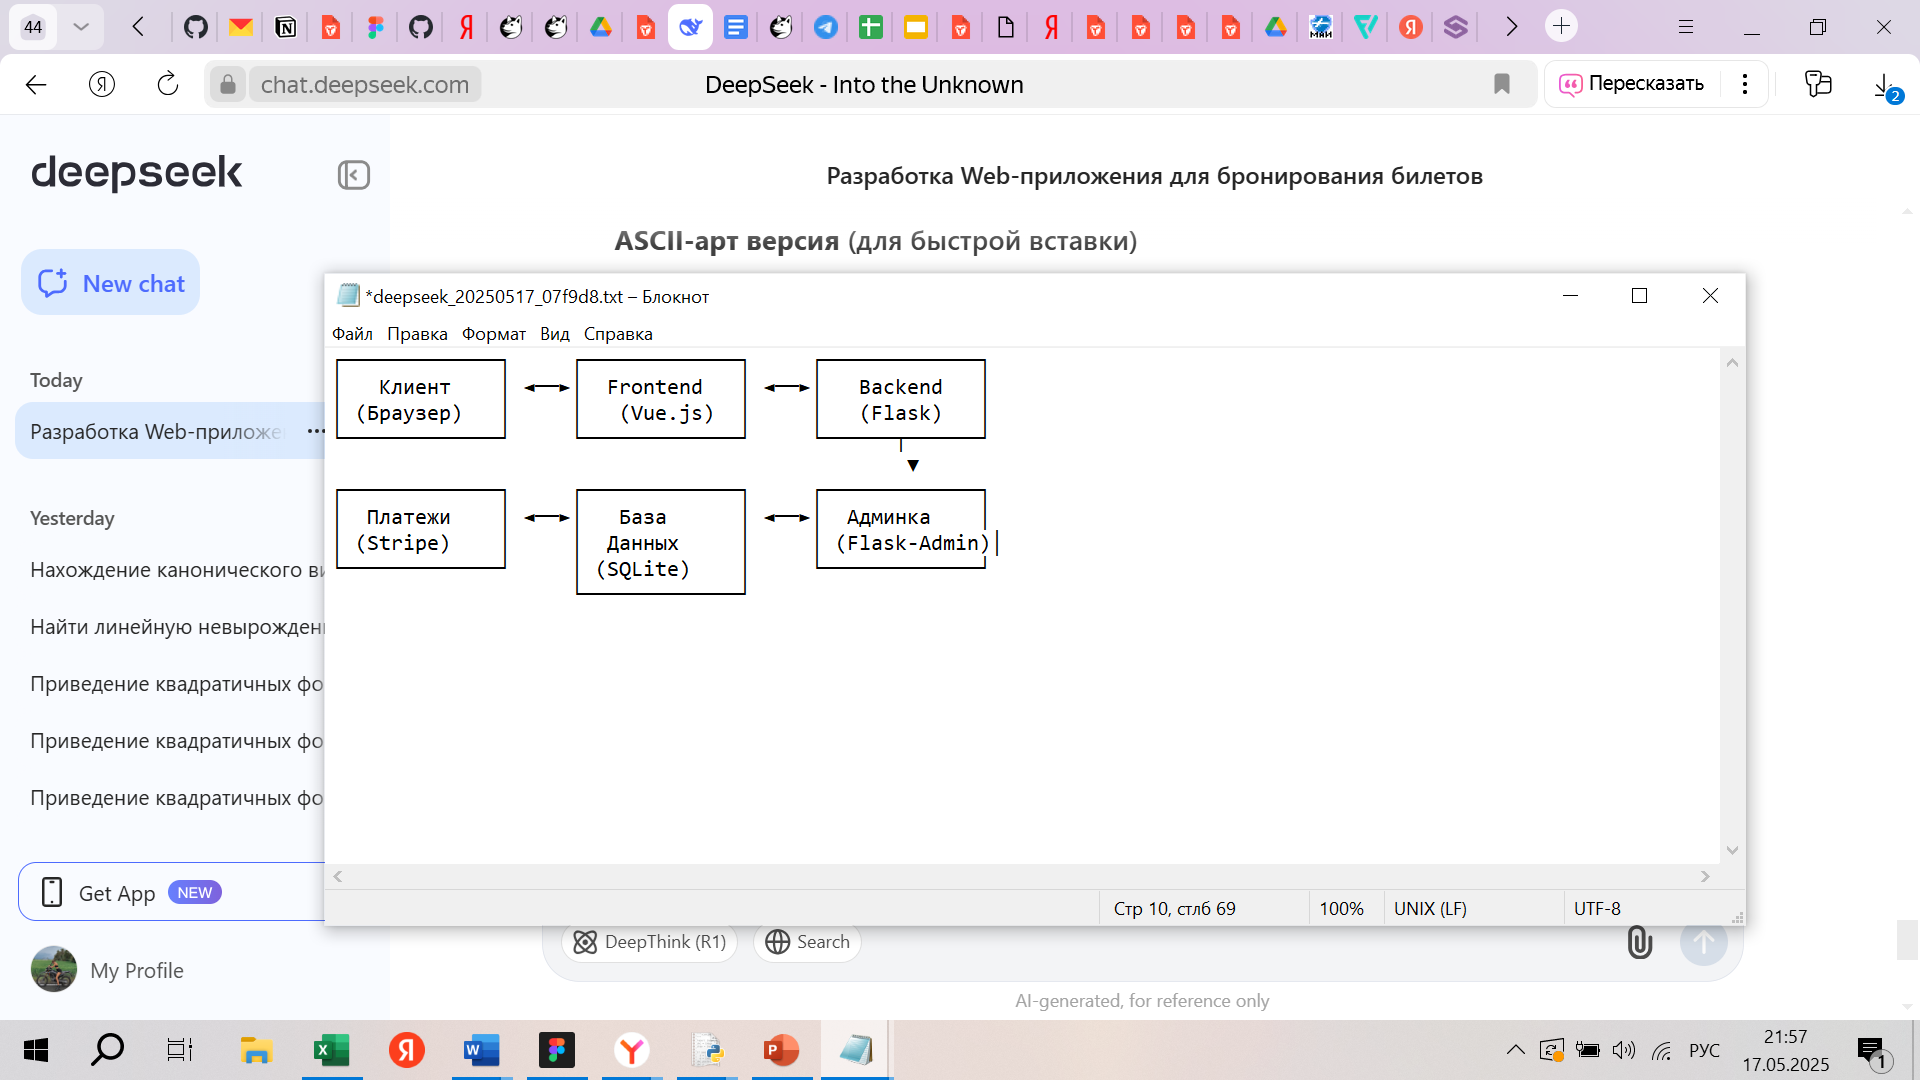 44
chat.deepseek.com
DeepSeek - Into the Unknown
Пересказать
2
deepseek
New chat
Today
Разработка Web-приложе
Yesterday
Нахождение канонического ви
Найти линейную невырожден
Приведение квадратичных фо
Приведение квадратичных фо
Приведение квадратичных фо
Get App NEW
My Profile
Разработка Web-приложения для бронирования билетов
ASCII-арт версия (для быстрой вставки)
*deepseek_20250517_07f9d8.txt – Блокнот
Файл Правка Формат Вид Справка
Клиент Frontend Backend
(Браузер) (Vue.js) (Flask)
Платежи База Админка
(Stripe) Данных (Flask-Admin)
(SQLite)
Стр 10, стлб 69 100% UNIX (LF) UTF-8
DeepThink (R1) Search
AI-generated, for reference only
РУС
21:57
17.05.2025
1